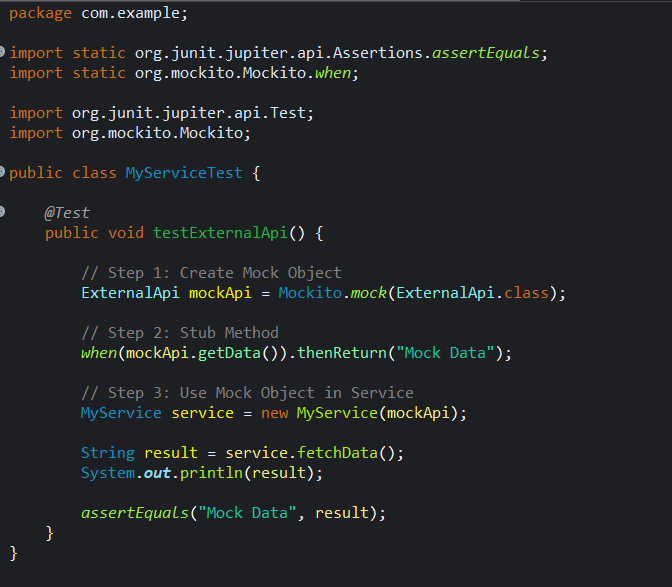 package com.example;
import static org.junit.jupiter.api.Assertions.assertEquals;
import static org.mockito.Mockito.when;
import org.junit.jupiter.api.Test;
import org.mockito.Mockito;
public class MyServiceTest {
@Test
public void testExternalApi() {
// Step 1: Create Mock Object
ExternalApi mockApi = Mockito.mock(ExternalApi.class);
// Step 2: Stub Method
when(mockApi.getData()).thenReturn("Mock Data");
// Step 3: Use Mock Object in Service
MyService service = new MyService(mockApi);
String result = service.fetchData();
System.out.println(result);
assertEquals("Mock Data", result);
}
}